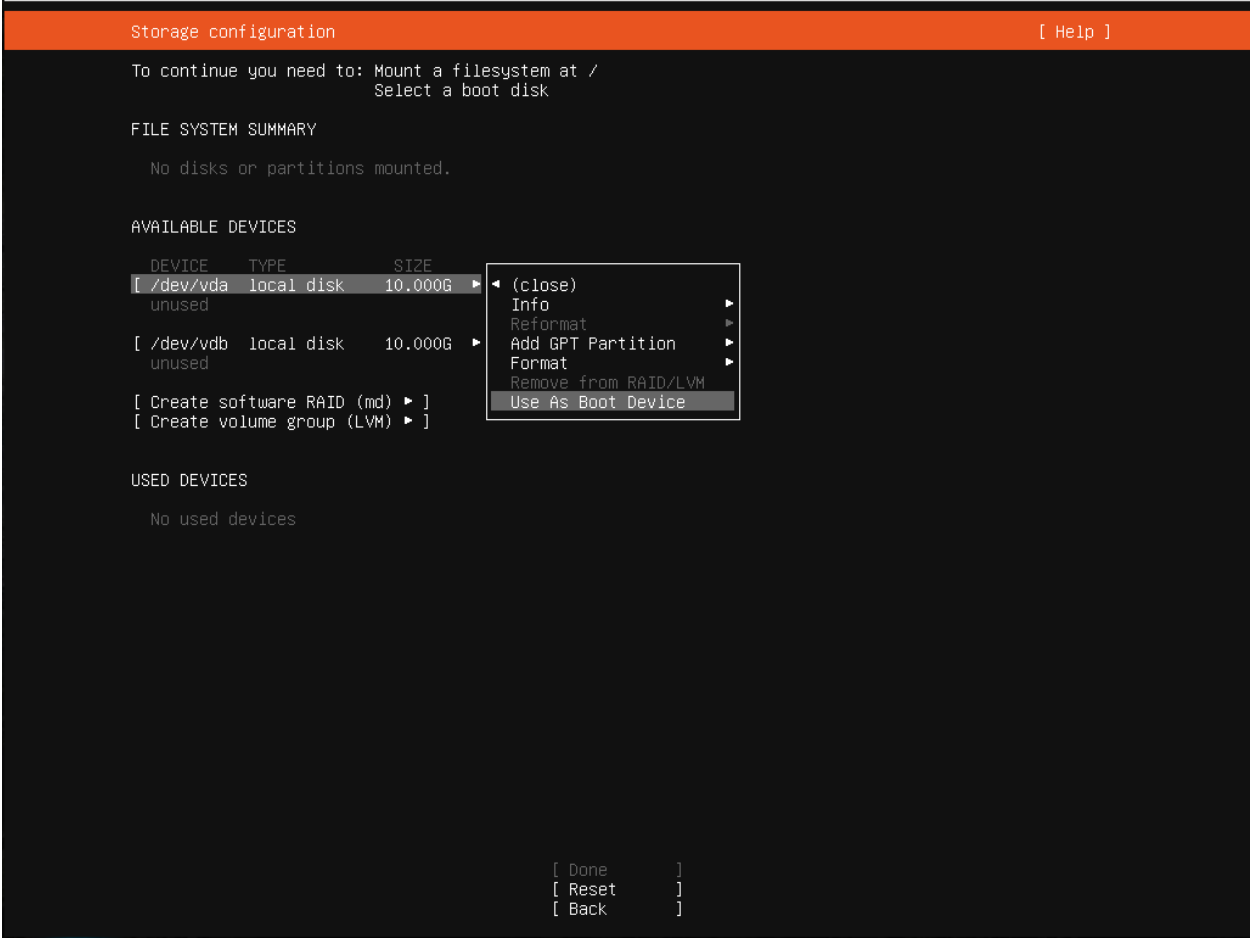 Storage configuration [ Help ]
To continue you need to: Mount a filesystem at /
Select a boot disk
FILE SYSTEM SUMMARY
No disks or partitions mounted.
AVAILABLE DEVICES
DEVICE TYPE SIZE
[ /dev/vda local disk 10.000G ▸ ◂ (close)
unused Info ▸
Reformat ▸
[ /dev/vdb local disk 10.000G ▸ Add GPT Partition ▸
unused Format ▸
Remove from RAID/LVM
[ Create software RAID (md) ▸ ] Use As Boot Device
[ Create volume group (LVM) ▸ ]
USED DEVICES
No used devices
[ Done ]
[ Reset ]
[ Back ]